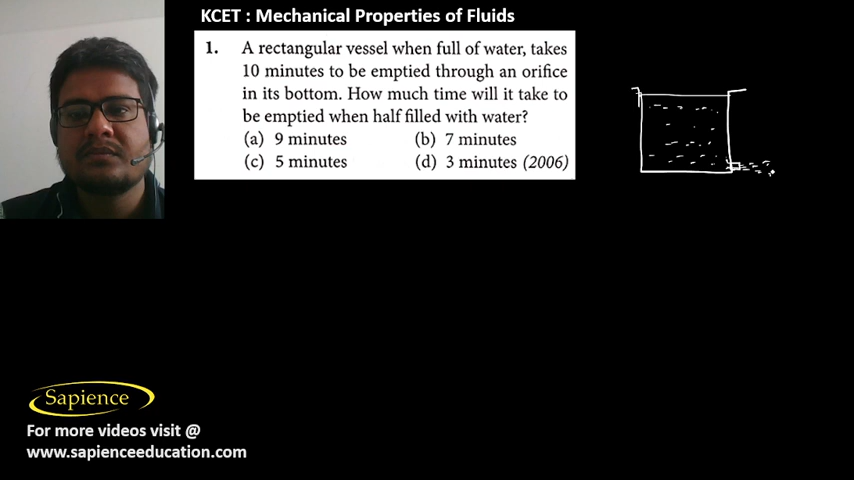 KCET : Mechanical Properties of Fluids
1. A rectangular vessel when full of water, takes
10 minutes to be emptied through an orifice
in its bottom. How much time will it take to
be emptied when half filled with water?
(a) 9 minutes (b) 7 minutes
(c) 5 minutes (d) 3 minutes (2006)
Sapience
For more videos visit @
www.sapienceeducation.com